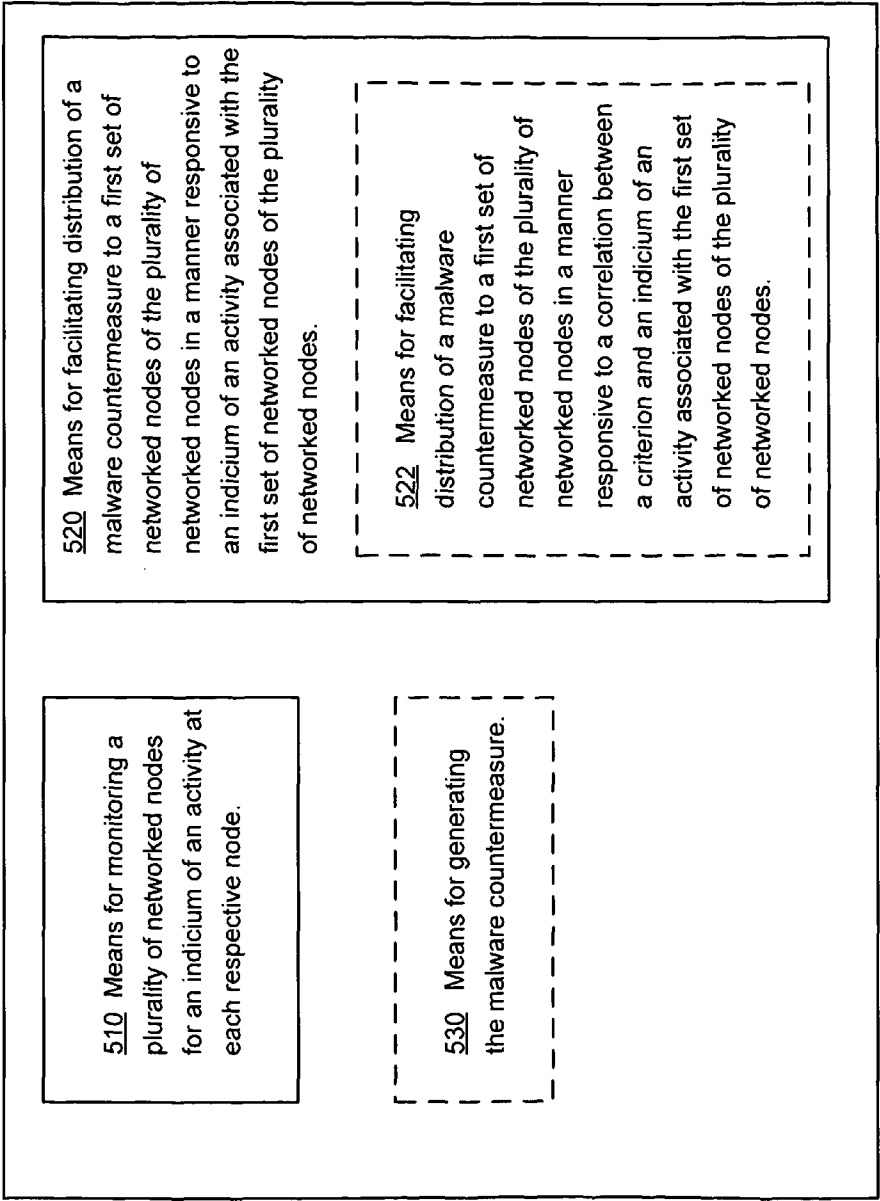 510 Means for monitoring a
plurality of networked nodes
for an indicium of an activity at
each respective node.
530 Means for generating
the malware countermeasure.
520 Means for facilitating distribution of a
malware countermeasure to a first set of
networked nodes of the plurality of
networked nodes in a manner responsive to
an indicium of an activity associated with the
first set of networked nodes of the plurality
of networked nodes.
522 Means for facilitating
distribution of a malware
countermeasure to a first set of
networked nodes of the plurality of
networked nodes in a manner
responsive to a correlation between
a criterion and an indicium of an
activity associated with the first set
of networked nodes of the plurality
of networked nodes.